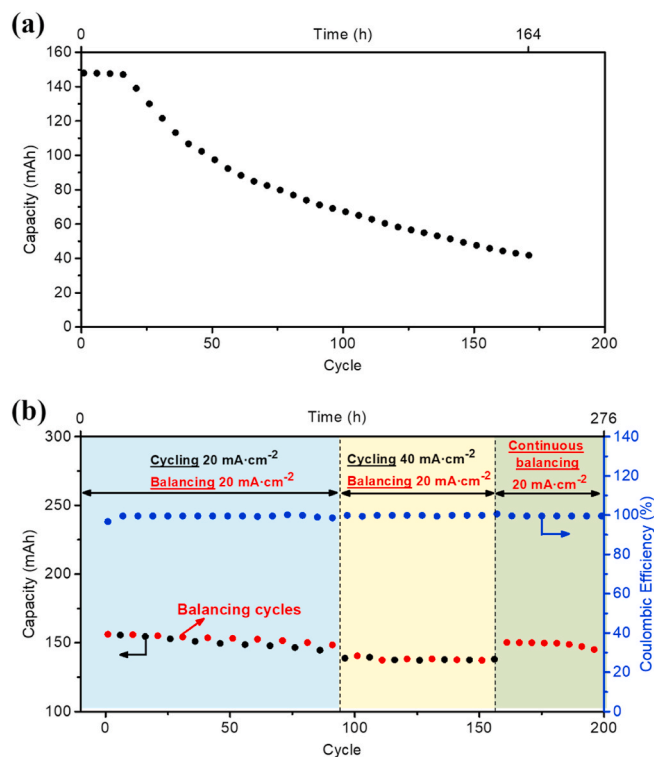 (a)
Time (h)
0
164
160
140
120
100
80
60
40
20
0
Capacity (mAh)
0
50
100
150
200
Cycle
(b)
Time (h)
0
276
300
250
200
150
100
Capacity (mAh)
Cycling 20 mA·cm⁻²
Balancing 20 mA·cm⁻²
Cycling 40 mA·cm⁻²
Balancing 20 mA·cm⁻²
Continuous
balancing
20 mA·cm⁻²
Balancing cycles
140
120
100
80
60
40
20
0
Coulombic Efficiency (%)
0
50
100
150
200
Cycle